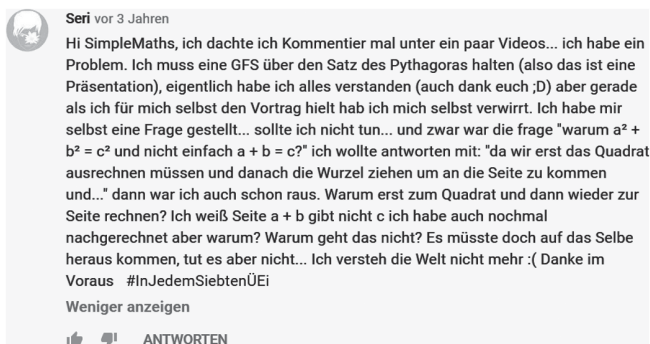 Seri vor 3 Jahren
Hi SimpleMaths, ich dachte ich Kommentier mal unter ein paar Videos... ich habe ein
Problem. Ich muss eine GFS über den Satz des Pythagoras halten (also das ist eine
Präsentation), eigentlich habe ich alles verstanden (auch dank euch ;D) aber gerade
als ich für mich selbst den Vortrag hielt hab ich mich selbst verwirrt. Ich habe mir
selbst eine Frage gestellt... sollte ich nicht tun... und zwar war die frage "warum a² +
b² = c² und nicht einfach a + b = c?" ich wollte antworten mit: "da wir erst das Quadrat
ausrechnen müssen und danach die Wurzel ziehen um an die Seite zu kommen
und..." dann war ich auch schon raus. Warum erst zum Quadrat und dann wieder zur
Seite rechnen? Ich weiß Seite a + b gibt nicht c ich habe auch nochmal
nachgerechnet aber warum? Warum geht das nicht? Es müsste doch auf das Selbe
heraus kommen, tut es aber nicht... Ich versteh die Welt nicht mehr :( Danke im
Voraus #InJedemSiebtenÜEi
Weniger anzeigen
ANTWORTEN